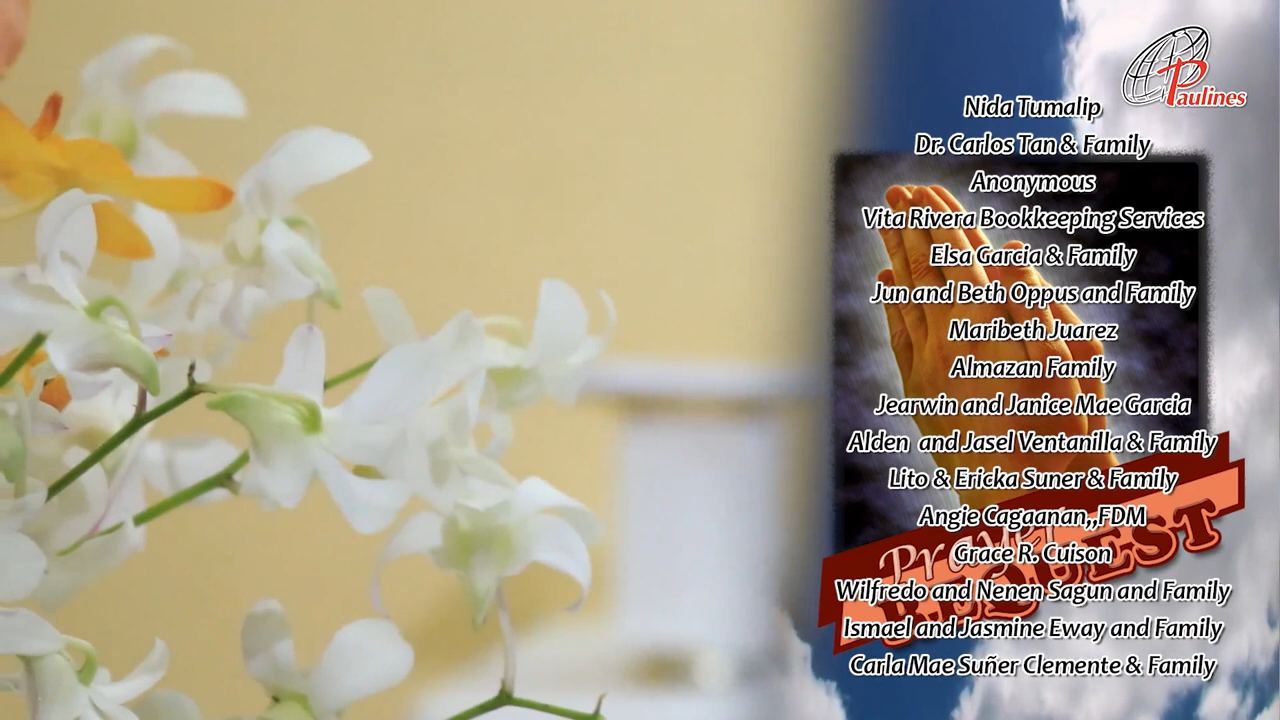 Paulines
Nida Tumalip
Dr. Carlos Tan & Family
Anonymous
Vita Rivera Bookkeeping Services
Elsa Garcia & Family
Jun and Beth Oppus and Family
Maribeth Juarez
Almazan Family
Jearwin and Janice Mae Garcia
Alden and Jasel Ventanilla & Family
Lito & Ericka Suner & Family
Angie Cagaanan,,FDM
Grace R. Cuison
Wilfredo and Nenen Sagun and Family
Ismael and Jasmine Eway and Family
Carla Mae Suñer Clemente & Family
Prayer
REQUEST